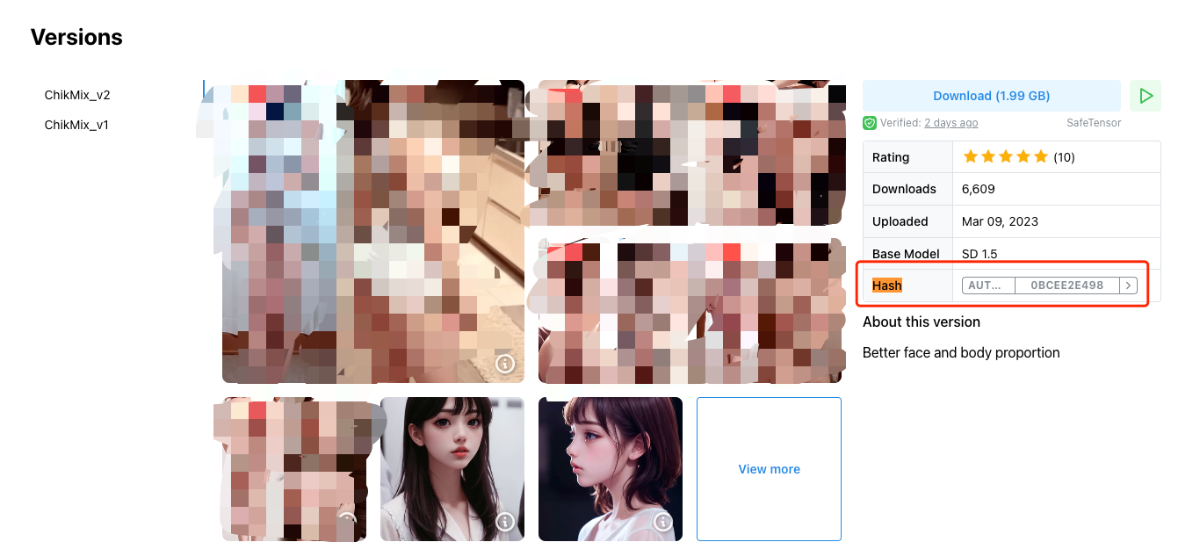 Versions
ChikMix_v2
ChikMix_v1
Download (1.99 GB)
Verified: 2 days ago
SafeTensor
Rating (10)
Downloads 6,609
Uploaded Mar 09, 2023
Base Model SD 1.5
Hash AUT... 0BCEE2E498
About this version
Better face and body proportion
View more